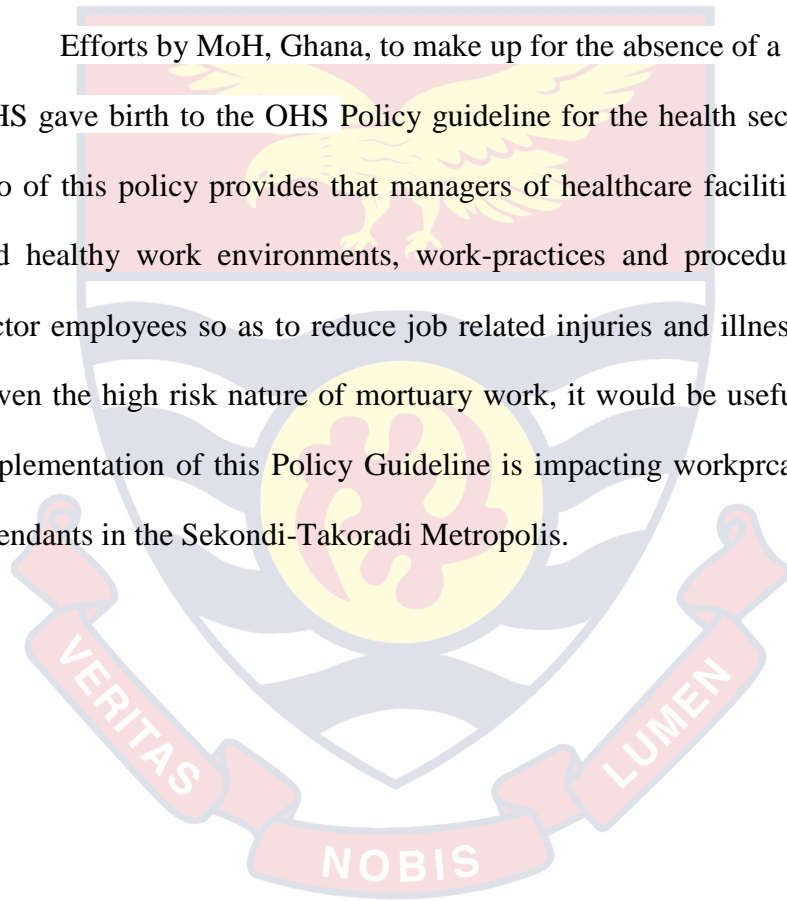 Efforts by MoH, Ghana, to make up for the absence of a
HS gave birth to the OHS Policy guideline for the health sec
o of this policy provides that managers of healthcare faciliti
d healthy work environments, work-practices and procedu
ctor employees so as to reduce job related injuries and illnes
ven the high risk nature of mortuary work, it would be usefu
plementation of this Policy Guideline is impacting workprca
endants in the Sekondi-Takoradi Metropolis.
VERITAS
NOBIS
LUMEN